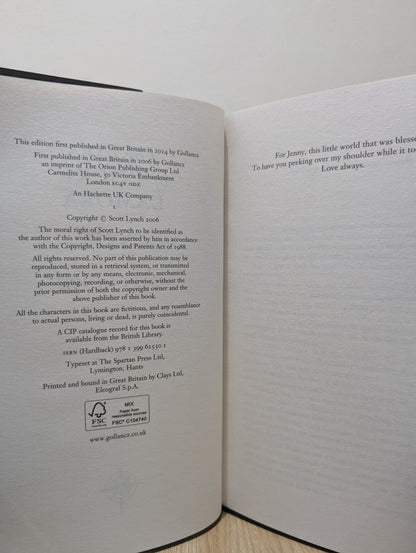 This edition first published in Great Britain in 2024 by Gollancz
First published in Great Britain in 2006 by Gollancz
an imprint of The Orion Publishing Group Ltd
Carmelite House, 50 Victoria Embankment
London EC4Y 0DZ
An Hachette UK Company
1
Copyright © Scott Lynch 2006
The moral right of Scott Lynch to be identified as
the author of this work has been asserted by him in accordance
with the Copyright, Designs and Patents Act of 1988.
All rights reserved. No part of this publication may be
reproduced, stored in a retrieval system, or transmitted
in any form or by any means, electronic, mechanical,
photocopying, recording, or otherwise, without the
prior permission of both the copyright owner and the
above publisher of this book.
All the characters in this book are fictitious, and any resemblance
to actual persons, living or dead, is purely coincidental.
A CIP catalogue record for this book is
available from the British Library.
ISBN (Hardback) 978 1 399 62530 2
Typeset at The Spartan Press Ltd,
Lymington, Hants
Printed and bound in Great Britain by Clays Ltd,
Elcograf S.p.A.
FSC
MIX
Paper from
responsible sources
FSC® C104740
www.gollancz.co.uk
For Jenny, this little world that was blesse
To have you peeking over my shoulder while it to
Love always.